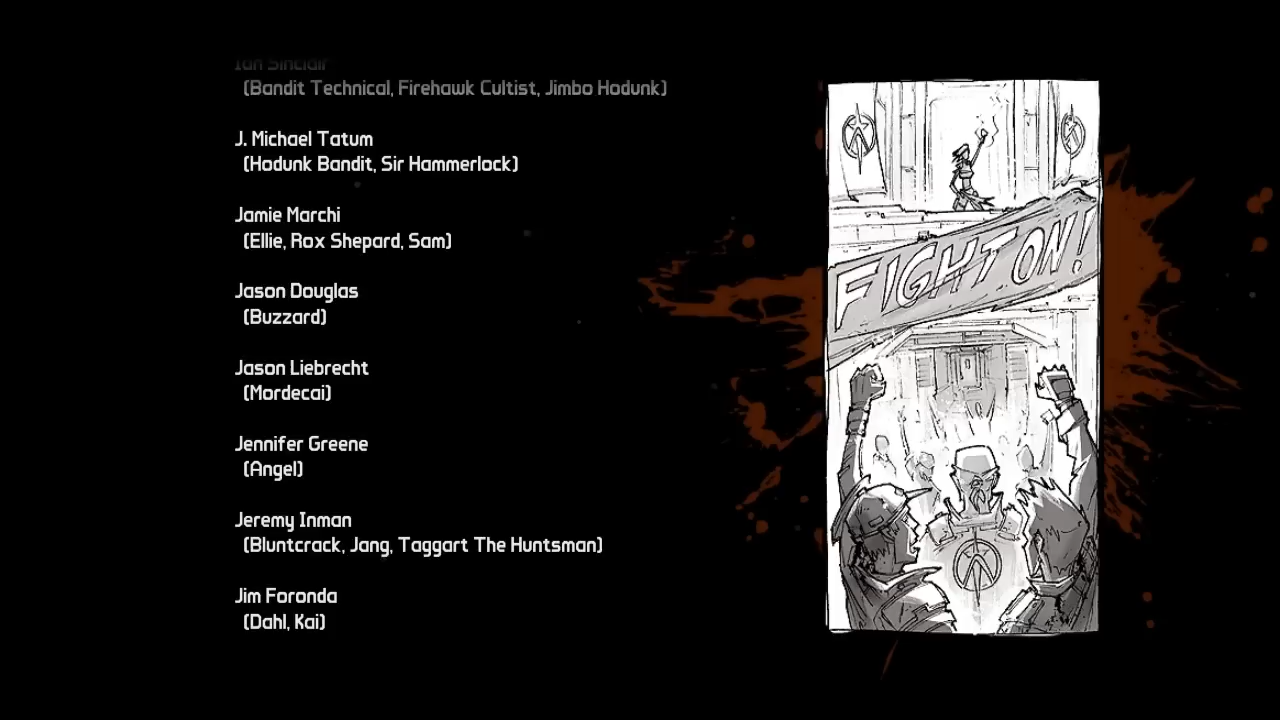 Ian Sinclair
(Bandit Technical, Firehawk Cultist, Jimbo Hodunk)
J. Michael Tatum
(Hodunk Bandit, Sir Hammerlock)
Jamie Marchi
(Ellie, Rox Shepard, Sam)
Jason Douglas
(Buzzard)
Jason Liebrecht
(Mordecai)
Jennifer Greene
(Angel)
Jeremy Inman
(Bluntcrack, Jang, Taggart The Huntsman)
Jim Foronda
(Dahl, Kai)
FIGHT ON!